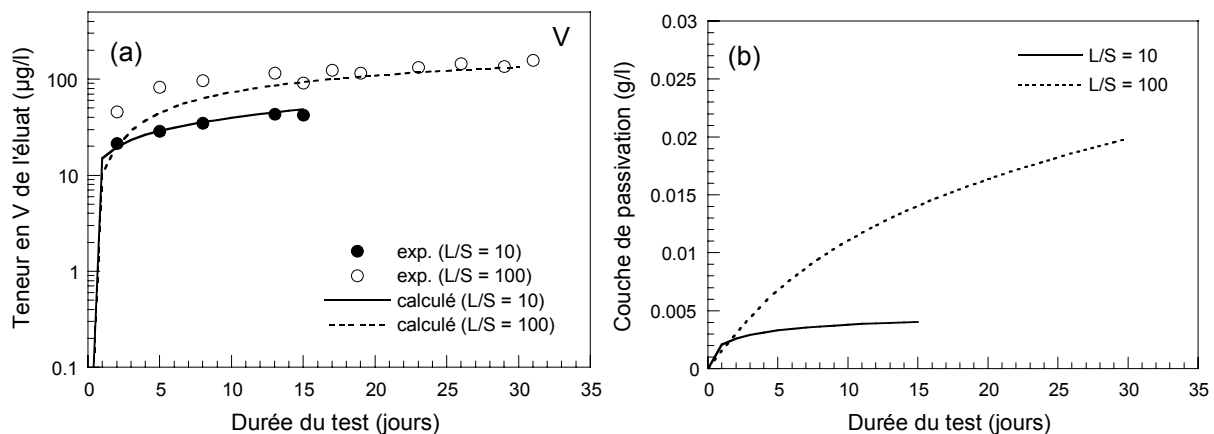 (a)
V
Teneur en V de l'éluat (µg/l)
100
10
1
0.1
exp. (L/S = 10)
exp. (L/S = 100)
calculé (L/S = 10)
calculé (L/S = 100)
0 5 10 15 20 25 30 35
Durée du test (jours)
(b)
Couche de passivation (g/l)
0.03
0.025
0.02
0.015
0.01
0.005
0
L/S = 10
L/S = 100
0 5 10 15 20 25 30 35
Durée du test (jours)